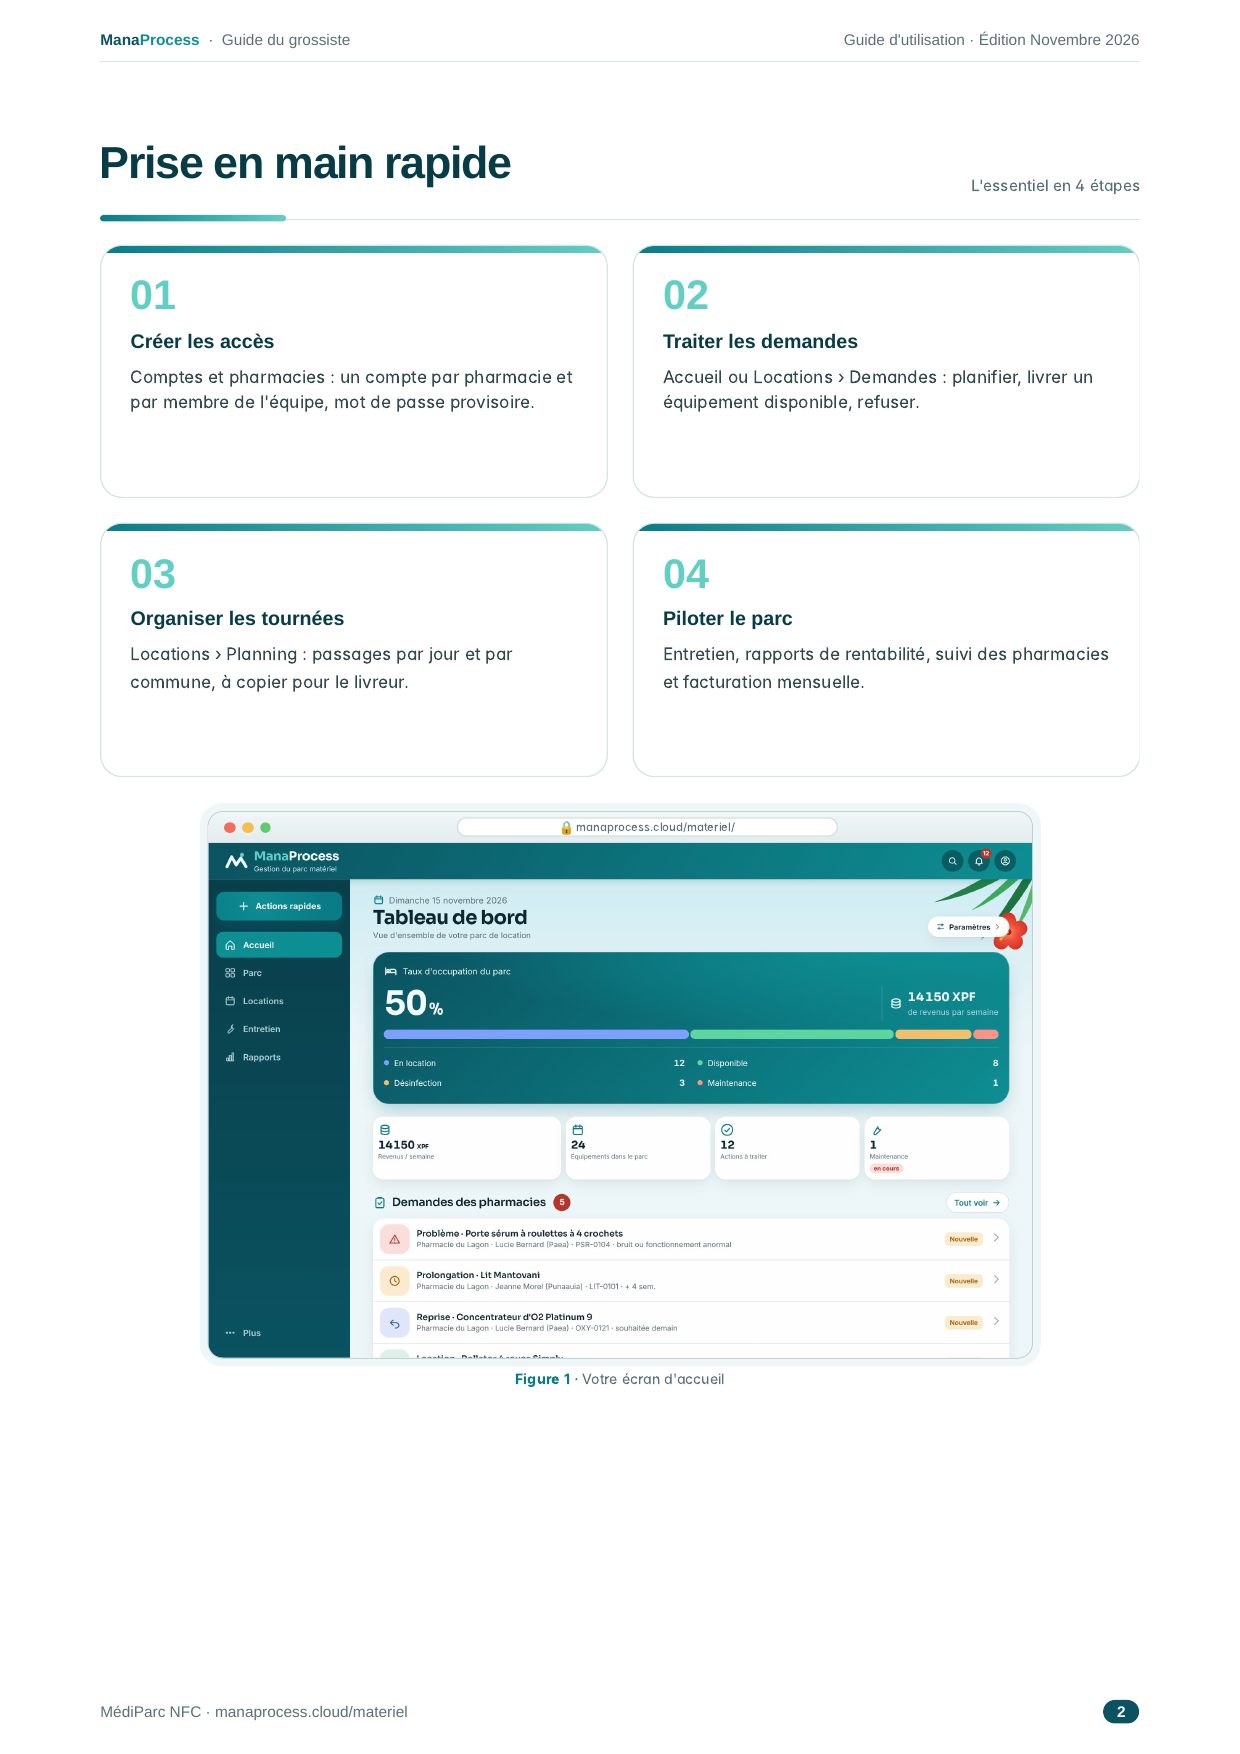 ManaProcess · Guide du grossiste
Guide d'utilisation · Édition Novembre 2026
Prise en main rapide
L'essentiel en 4 étapes
01
Créer les accès
Comptes et pharmacies : un compte par pharmacie et
par membre de l'équipe, mot de passe provisoire.
02
Traiter les demandes
Accueil ou Locations › Demandes : planifier, livrer un
équipement disponible, refuser.
03
Organiser les tournées
Locations › Planning : passages par jour et par
commune, à copier pour le livreur.
04
Piloter le parc
Entretien, rapports de rentabilité, suivi des pharmacies
et facturation mensuelle.
manaprocess.cloud/materiel/
ManaProcess
Gestion du parc matériel
12
Actions rapides
Accueil
Parc
Locations
Entretien
Rapports
Plus
Dimanche 15 novembre 2026
Tableau de bord
Vue d'ensemble de votre parc de location
Paramètres
Taux d'occupation du parc
50%
14150 XPF
de revenus par semaine
En location 12
Disponible 8
Désinfection 3
Maintenance 1
14150 XPF
Revenus / semaine
24
Équipements dans le parc
12
Actions à traiter
1
Maintenance
en cours
Demandes des pharmacies 5
Tout voir →
Problème · Porte sérum à roulettes à 4 crochets
Pharmacie du Lagon · Lucie Bernard (Paea) · PSR-0104 · bruit ou fonctionnement anormal
Nouvelle
Prolongation · Lit Mantovani
Pharmacie du Lagon · Jeanne Morel (Punaauia) · LIT-0101 · + 4 sem.
Nouvelle
Reprise · Concentrateur d'O2 Platinum 9
Pharmacie du Lagon · Lucie Bernard (Paea) · OXY-0121 · souhaitée demain
Nouvelle
Figure 1 · Votre écran d'accueil
MédiParc NFC · manaprocess.cloud/materiel
2